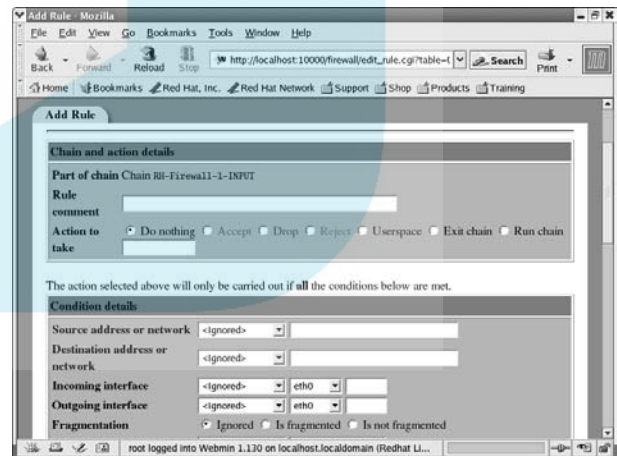 Add Rule - Mozilla
File Edit View Go Bookmarks Tools Window Help
Back Forward Reload Stop http://localhost:10000/firewall/edit_rule.cgi?table= Search Print
Home Bookmarks Red Hat, Inc. Red Hat Network Support Shop Products Training
Add Rule
Chain and action details
Part of chain Chain RH-Firewall-1-INPUT
Rule comment
Action to take Do nothing Accept Drop Reject Userspace Exit chain Run chain
The action selected above will only be carried out if all the conditions below are met.
Condition details
Source address or network <Ignored>
Destination address or network <Ignored>
Incoming interface <Ignored> eth0
Outgoing interface <Ignored> eth0
Fragmentation Ignored Is fragmented Is not fragmented
root logged into Webmin 1.130 on localhost.localdomain (Redhat Li...